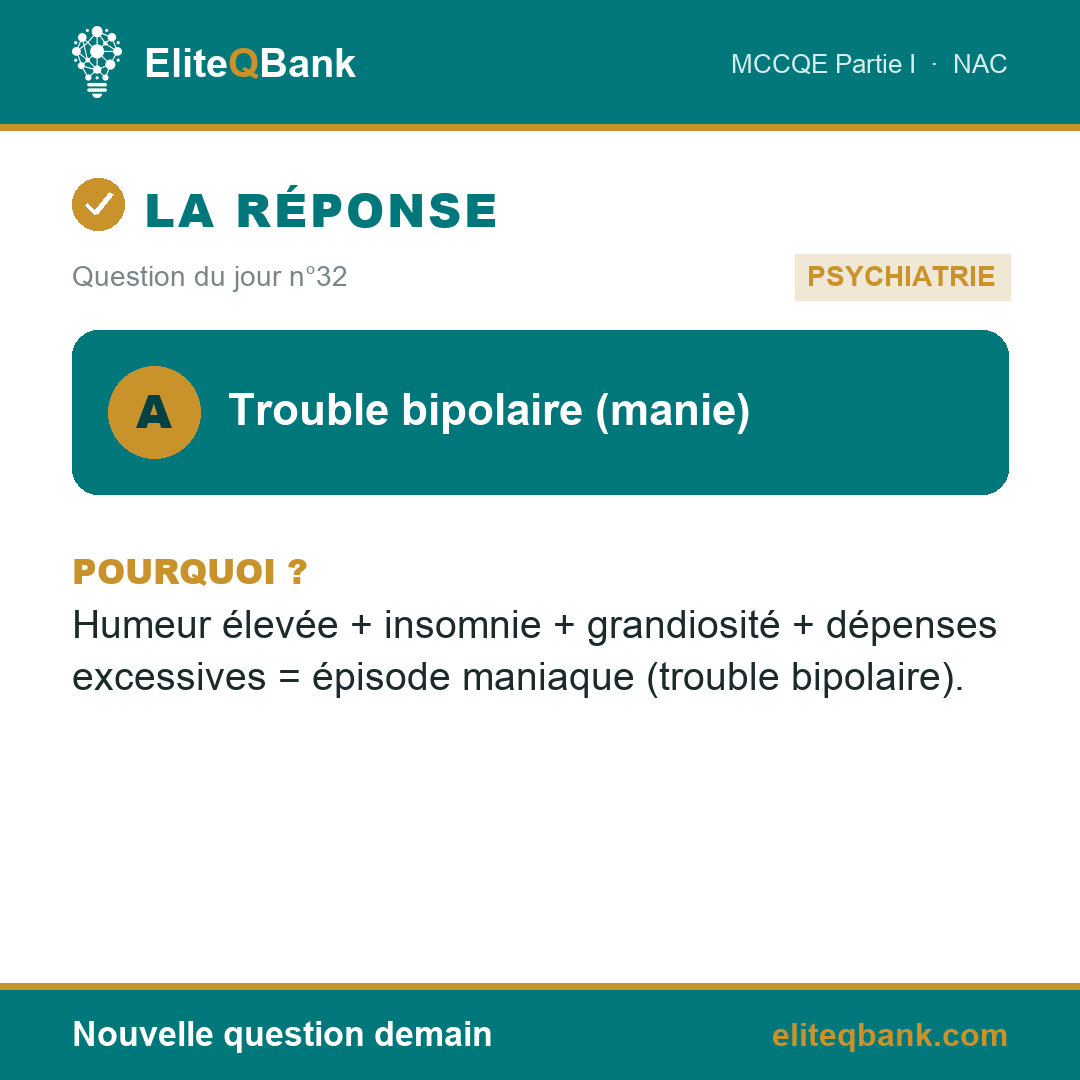 EliteQBank
MCCQE Partie I · NAC
LA RÉPONSE
Question du jour n°32
PSYCHIATRIE
A
Trouble bipolaire (manie)
POURQUOI ?
Humeur élevée + insomnie + grandiosité + dépenses
excessives = épisode maniaque (trouble bipolaire).
Nouvelle question demain
eliteqbank.com